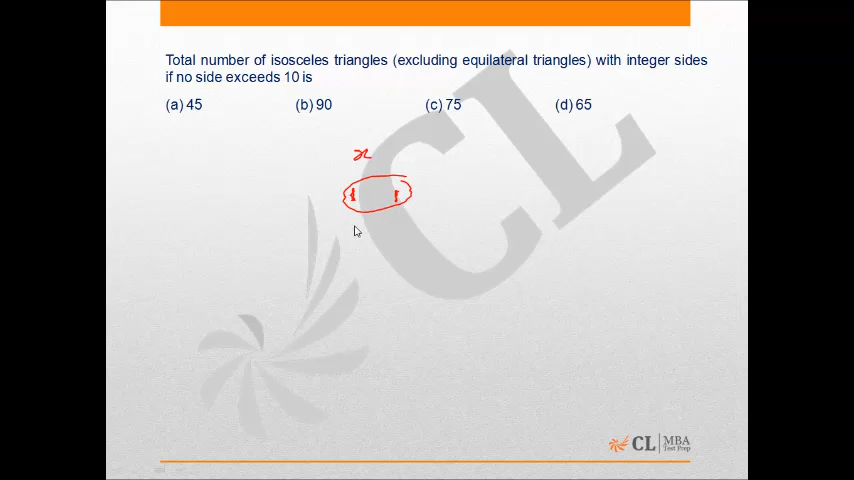 Total number of isosceles triangles (excluding equilateral triangles) with integer sides
if no side exceeds 10 is
(a) 45 (b) 90 (c) 75 (d) 65
x
1 1
CL
CL MBA
Test Prep